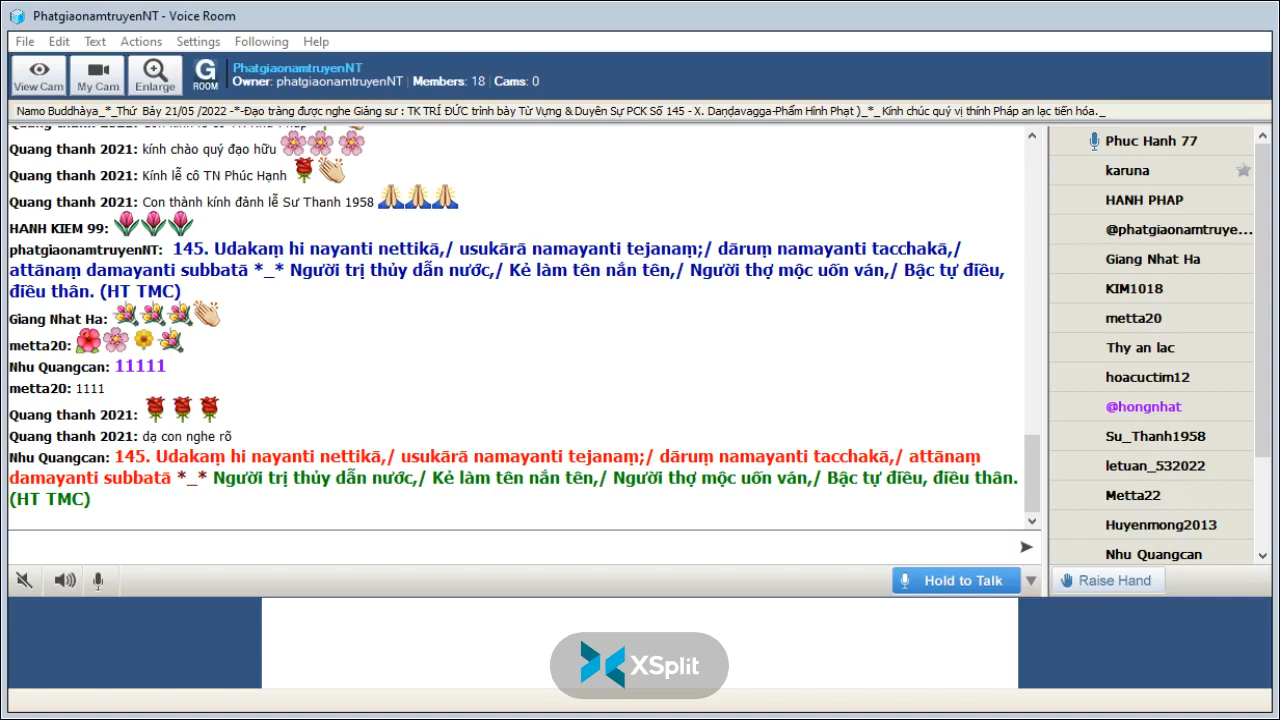 PhatgiaonamtruyenNT - Voice Room
File Edit Text Actions Settings Following Help
View Cam My Cam Enlarge G ROOM
PhatgiaonamtruyenNT
Owner: phatgiaonamtruyenNT Members: 18 Cams: 0
Namo Buddhàya_*_Thứ Bảy 21/05 /2022 -*-Đạo tràng được nghe Giảng sư : TK TRÍ ĐỨC trình bày Từ Vựng & Duyên Sự PCK Số 145 - X. Daṇḍavagga-Phẩm Hình Phạt )_*_ Kính chúc quý vị thính Pháp an lạc tiến hóa._
Quang thanh 2021:
Quang thanh 2021: kính chào quý đạo hữu
Quang thanh 2021: Kính lễ cô TN Phúc Hạnh
Quang thanh 2021: Con thành kính đảnh lễ Sư Thanh 1958
HANH KIEM 99:
phatgiaonamtruyenNT: 145. Udakaṃ hi nayanti nettikā,/ usukārā namayanti tejanaṃ;/ dāruṃ namayanti tacchakā,/
attānaṃ damayanti subbatā *_* Người trị thủy dẫn nước,/ Kẻ làm tên nắn tên,/ Người thợ mộc uốn ván,/ Bậc tự điều,
điều thân. (HT TMC)
Giang Nhat Ha:
metta20:
Nhu Quangcan: 11111
metta20: 1111
Quang thanh 2021:
Quang thanh 2021: dạ con nghe rõ
Nhu Quangcan: 145. Udakaṃ hi nayanti nettikā,/ usukārā namayanti tejanaṃ;/ dāruṃ namayanti tacchakā,/ attānaṃ
damayanti subbatā *_* Người trị thủy dẫn nước,/ Kẻ làm tên nắn tên,/ Người thợ mộc uốn ván,/ Bậc tự điều, điều thân.
(HT TMC)
Phuc Hanh 77
karuna
HANH PHAP
@phatgiaonamtruye...
Giang Nhat Ha
KIM1018
metta20
Thy an lac
hoacuctim12
@hongnhat
Su_Thanh1958
letuan_532022
Metta22
Huyenmong2013
Nhu Quangcan
Hold to Talk
Raise Hand
XSplit